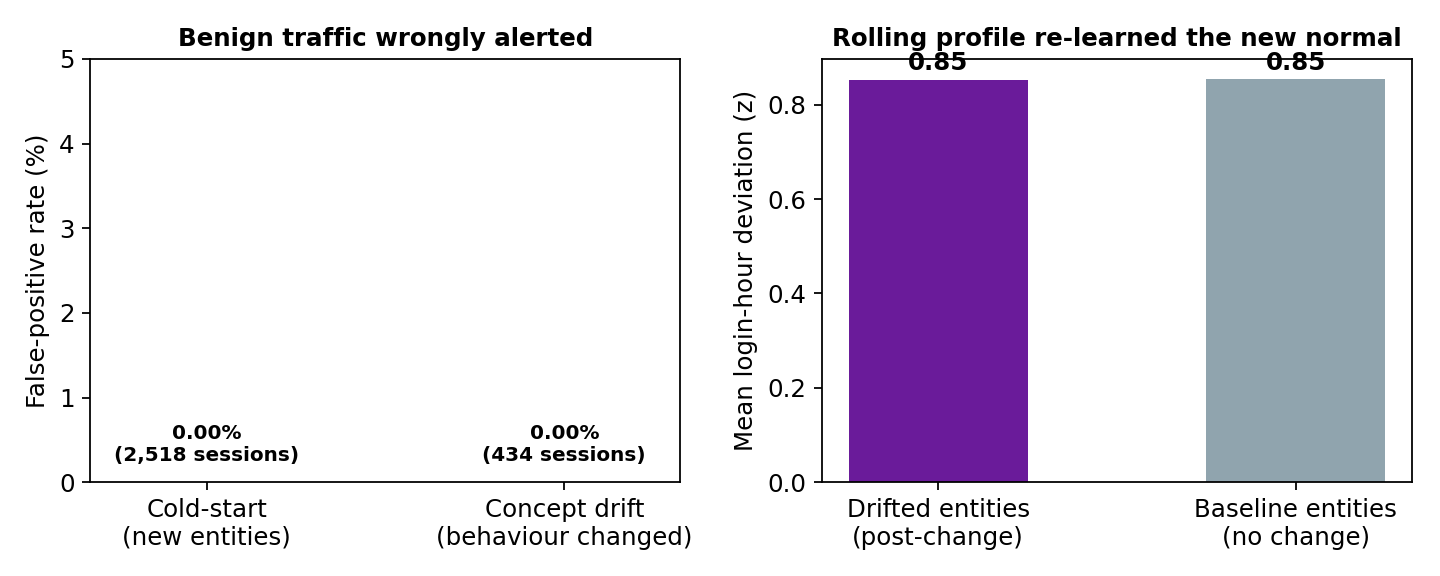 Benign traffic wrongly alerted
False-positive rate (%)
5
4
3
2
1
0
0.00%
(2,518 sessions)
0.00%
(434 sessions)
Cold-start
(new entities)
Concept drift
(behaviour changed)
Rolling profile re-learned the new normal
Mean login-hour deviation (z)
0.8
0.6
0.4
0.2
0.0
0.85
0.85
Drifted entities
(post-change)
Baseline entities
(no change)